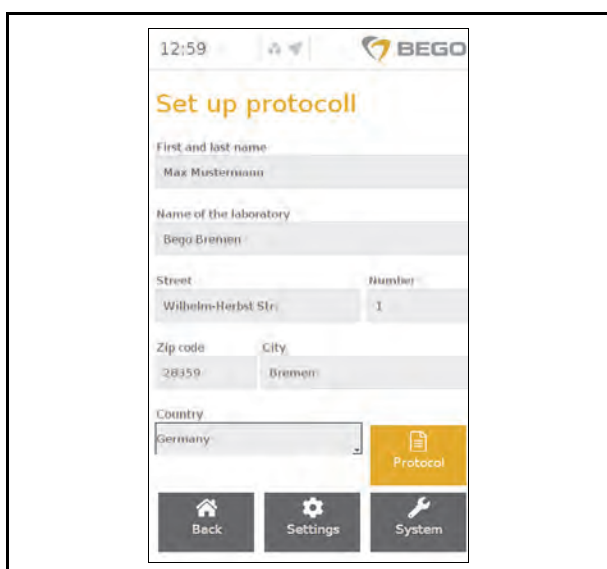 12:59 BEGO
Set up protocoll
First and last name
Max Mustermann
Name of the laboratory
Bego Bremen
Street Number
Wilhelm-Herbst Str. 1
Zip code City
28359 Bremen
Country
Germany
Protocol
Back Settings System